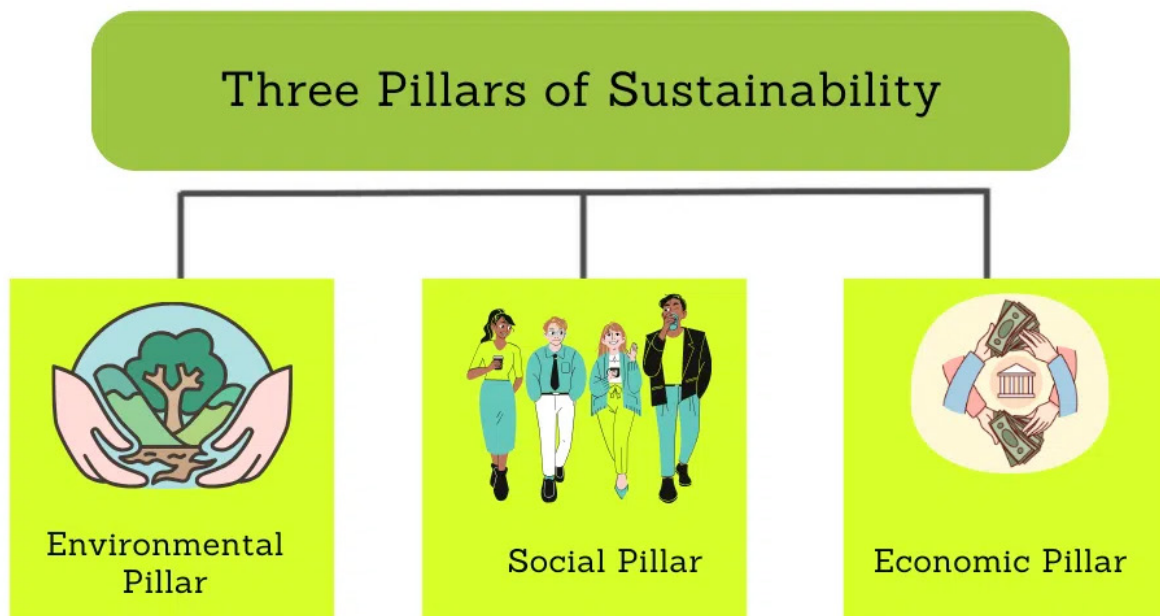 Three Pillars of Sustainability
Environmental
Pillar
Social Pillar
Economic Pillar